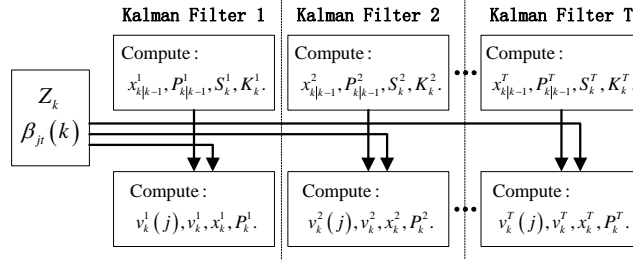 Kalman Filter 1 Kalman Filter 2 Kalman Filter T
Compute: Compute: Compute:
x^1_{k|k-1}, P^1_{k|k-1}, S^1_k, K^1_k. x^2_{k|k-1}, P^2_{k|k-1}, S^2_k, K^2_k. ••• x^T_{k|k-1}, P^T_{k|k-1}, S^T_k, K^T_k.
Z_k
β_{jt}(k)
Compute: Compute: Compute:
v^1_k(j), v^1_k, x^1_k, P^1_k. v^2_k(j), v^2_k, x^2_k, P^2_k. ••• v^T_k(j), v^T_k, x^T_k, P^T_k.